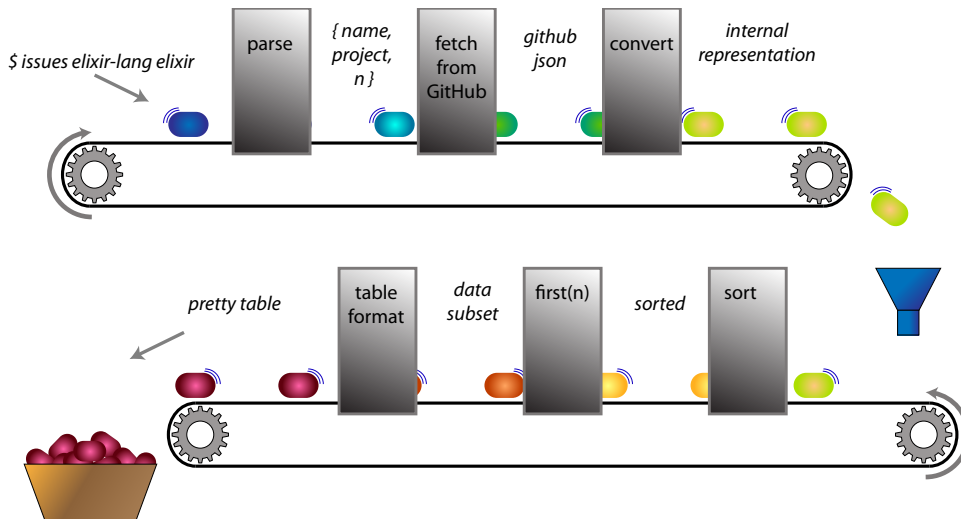 $ issues elixir-lang elixir
parse
{ name,
project,
n }
fetch
from
GitHub
github
json
convert
internal
representation
pretty table
table
format
data
subset
first(n)
sorted
sort